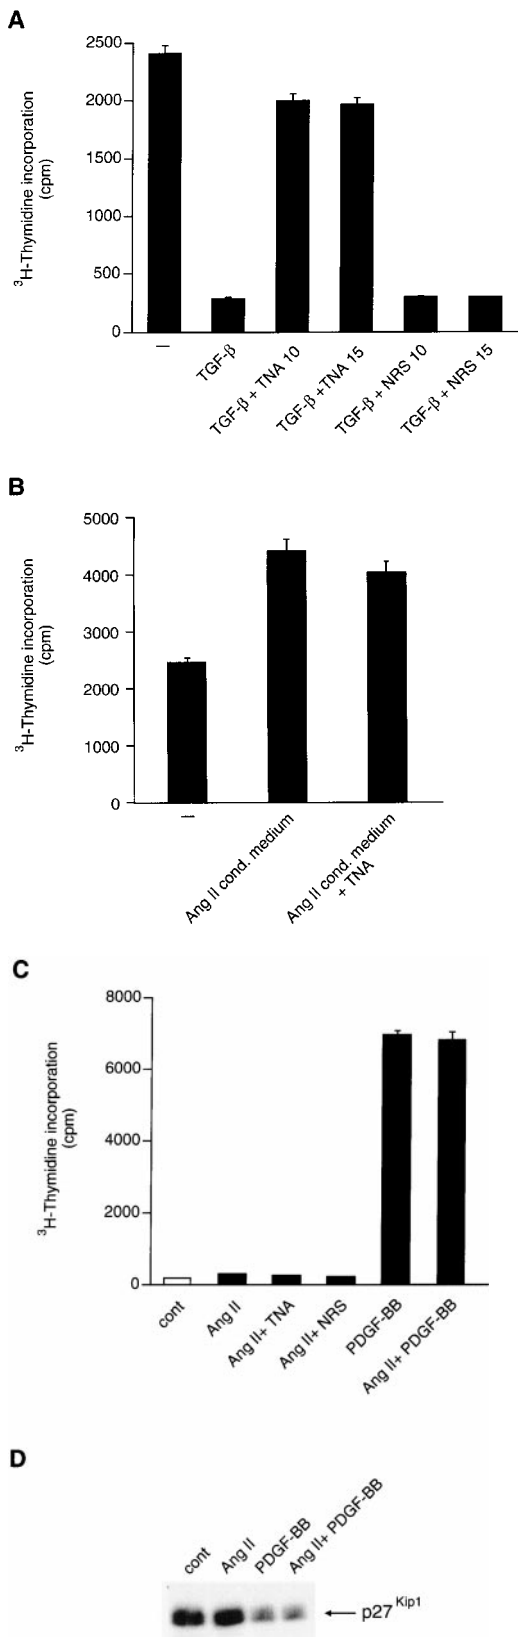 A
2500
2000
1500
1000
500
0
³H-Thymidine incorporation
(cpm)
—
TGF-β
TGF-β + TNA 10
TGF-β +TNA 15
TGF-β + NRS 10
TGF-β + NRS 15
B
5000
4000
3000
2000
1000
0
³H-Thymidine incorporation
(cpm)
—
Ang II cond. medium
Ang II cond. medium
+ TNA
C
8000
6000
4000
2000
0
³H-Thymidine incorporation
(cpm)
cont
Ang II
Ang II+ TNA
Ang II+ NRS
PDGF-BB
Ang II+ PDGF-BB
D
cont
Ang II
PDGF-BB
Ang II+ PDGF-BB
← p27 Kip1